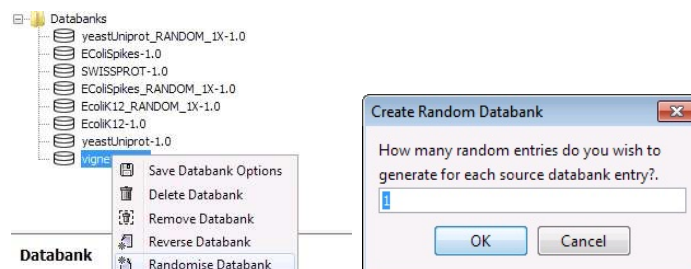 Databanks
yeastUniprot_RANDOM_1X-1.0
EColiSpikes-1.0
SWISSPROT-1.0
EColiSpikes_RANDOM_1X-1.0
EcoliK12_RANDOM_1X-1.0
EcoliK12-1.0
yeastUniprot-1.0
Save Databank Options
Delete Databank
Remove Databank
Reverse Databank
Databank
Randomise Databank
Create Random Databank
How many random entries do you wish to
generate for each source databank entry?.
1
OK
Cancel